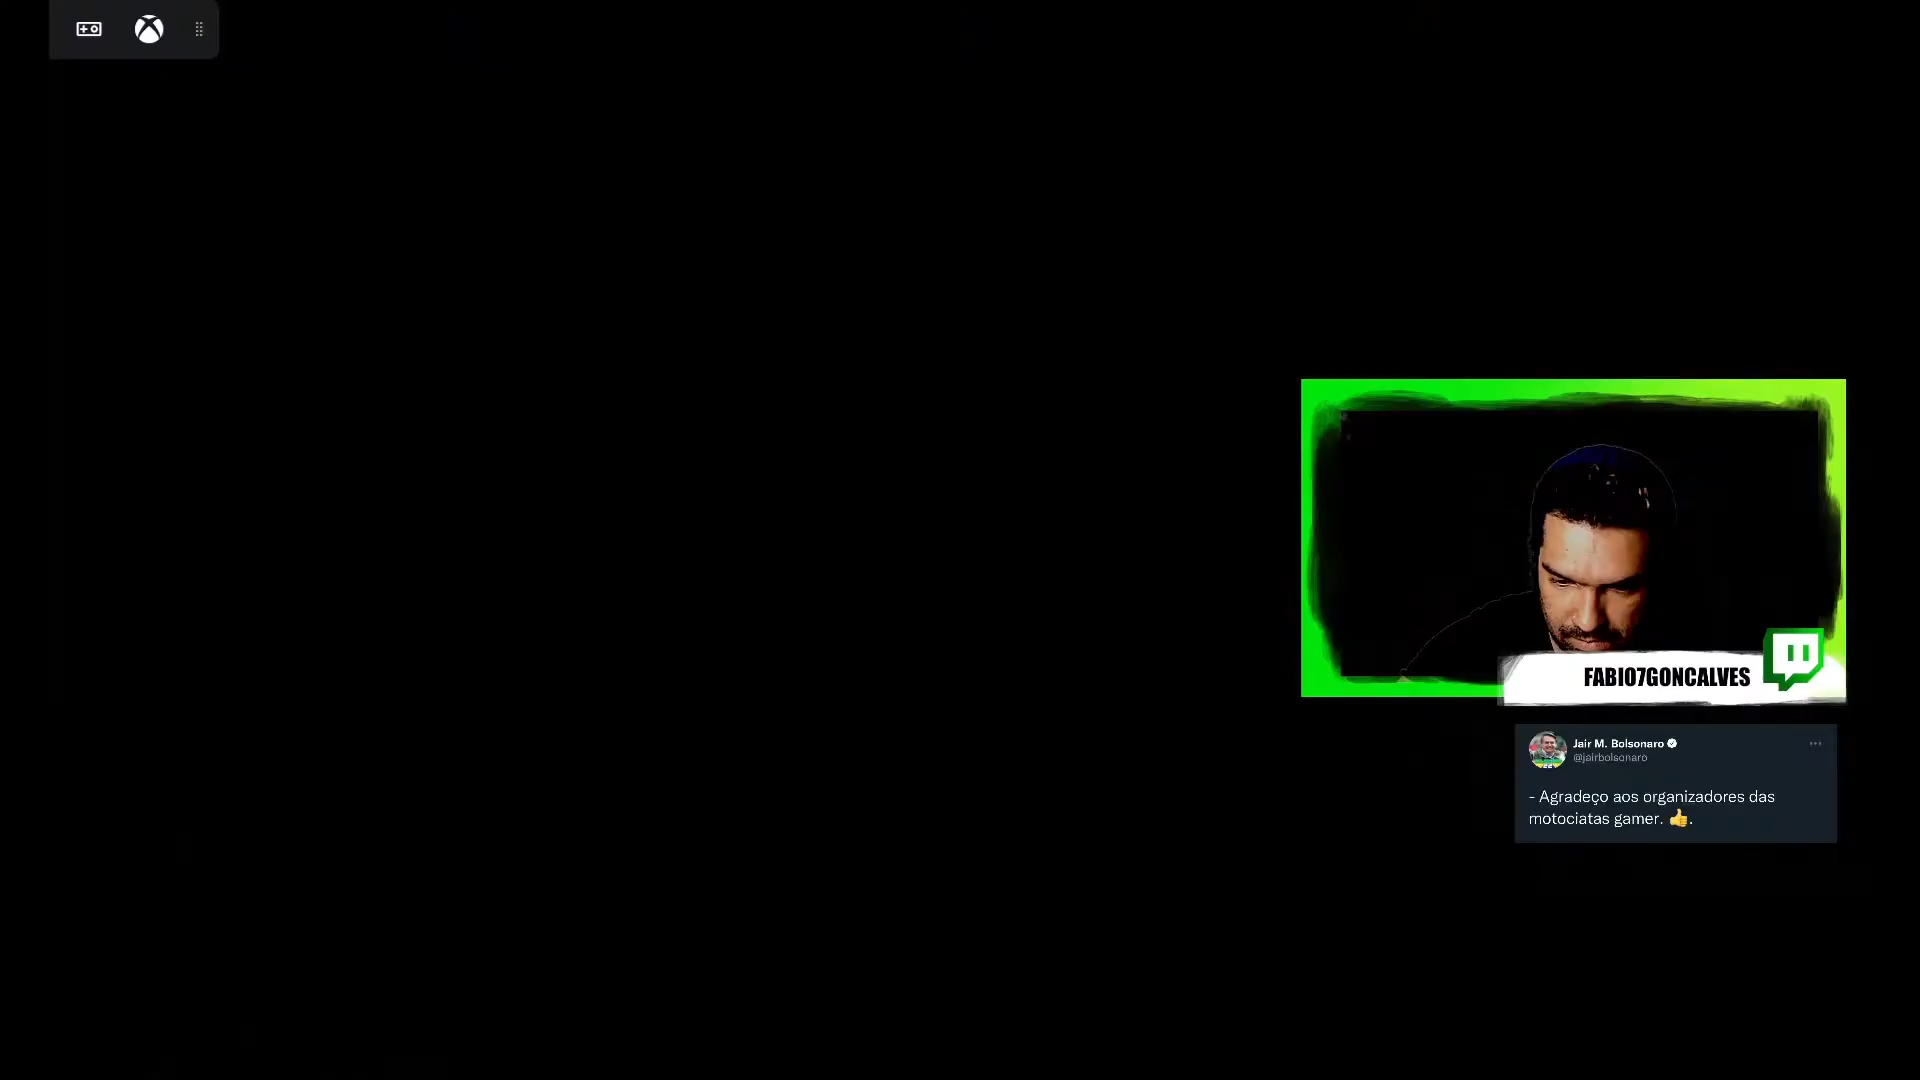 FABIO7GONCALVES
Jair M. Bolsonaro
@jairbolsonaro
- Agradeço aos organizadores das
motociatas gamer. 👍.